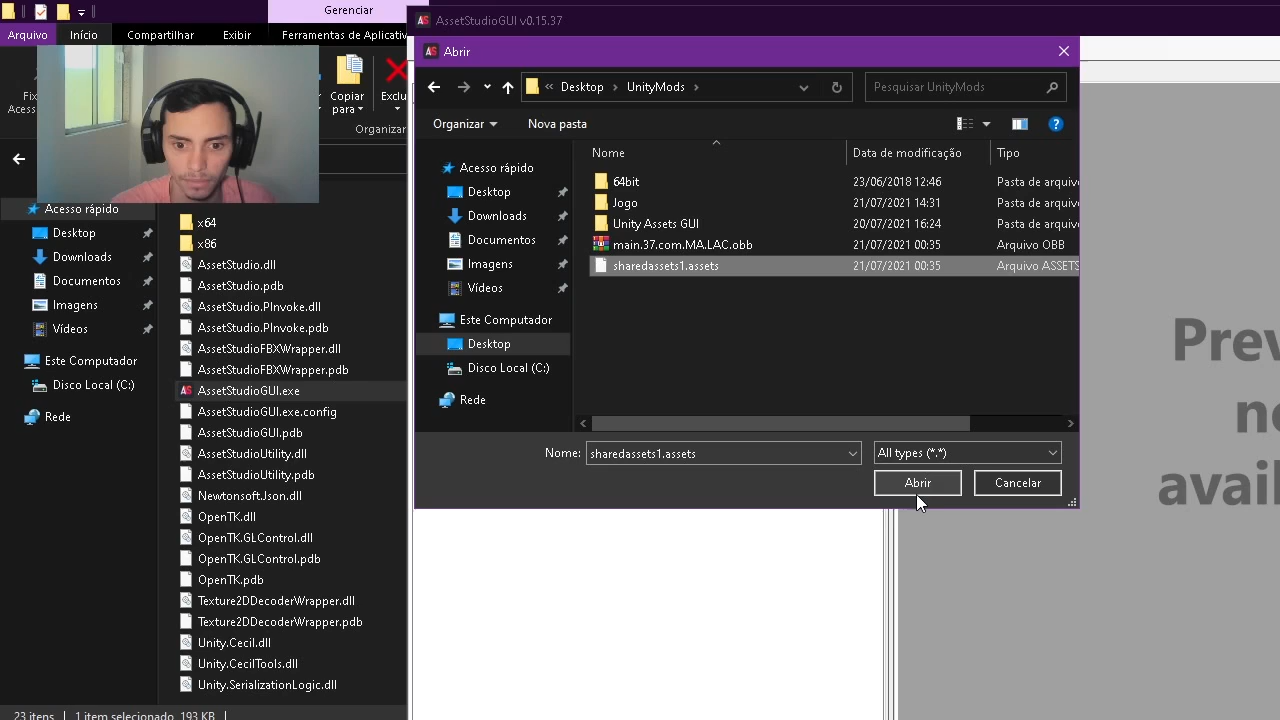 Gerenciar
Arquivo
Início
Compartilhar
Exibir
Ferramentas de Aplicativ
Copiar
para
Exclu
Organizar
Acesso rápido
Desktop
Downloads
Documentos
Imagens
Vídeos
Este Computador
Disco Local (C:)
Rede
x64
x86
AssetStudio.dll
AssetStudio.pdb
AssetStudio.PInvoke.dll
AssetStudio.PInvoke.pdb
AssetStudioFBXWrapper.dll
AssetStudioFBXWrapper.pdb
AssetStudioGUI.exe
AssetStudioGUI.exe.config
AssetStudioGUI.pdb
AssetStudioUtility.dll
AssetStudioUtility.pdb
Newtonsoft.Json.dll
OpenTK.dll
OpenTK.GLControl.dll
OpenTK.GLControl.pdb
OpenTK.pdb
Texture2DDecoderWrapper.dll
Texture2DDecoderWrapper.pdb
Unity.Cecil.dll
Unity.CecilTools.dll
Unity.SerializationLogic.dll
23 itens 1 item selecionado 193 KB
AssetStudioGUI v0.15.37
Abrir
Desktop > UnityMods >
Pesquisar UnityMods
Organizar
Nova pasta
Acesso rápido
Desktop
Downloads
Documentos
Imagens
Vídeos
Este Computador
Desktop
Disco Local (C:)
Rede
Nome Data de modificação Tipo
64bit 23/06/2018 12:46 Pasta de arquiv
Jogo 21/07/2021 14:31 Pasta de arquiv
Unity Assets GUI 20/07/2021 16:24 Pasta de arquiv
main.37.com.MA.LAC.obb 21/07/2021 00:35 Arquivo OBB
sharedassets1.assets 21/07/2021 00:35 Arquivo ASSETS
Nome: sharedassets1.assets
All types (*.*)
Abrir
Cancelar
Prev
no
avail